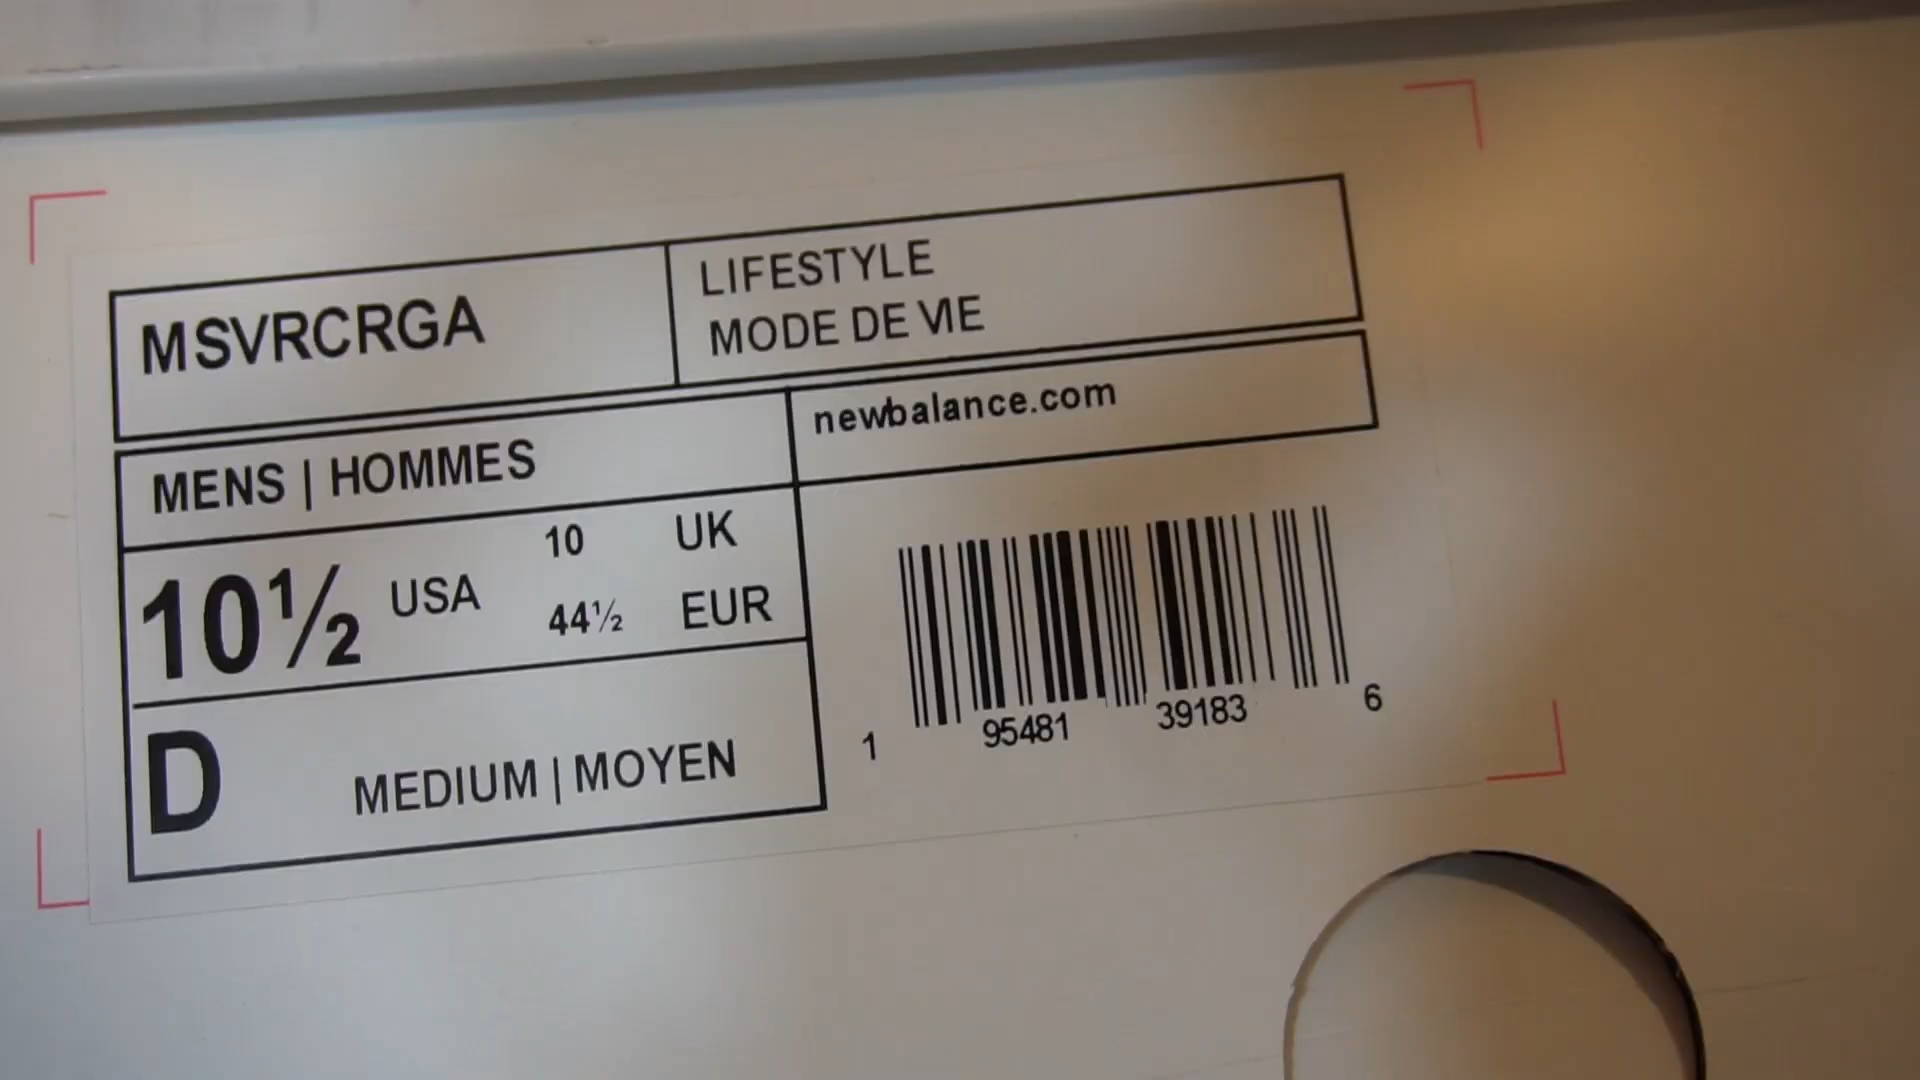 MSVRCRGA
LIFESTYLE
MODE DE VIE
MENS | HOMMES
newbalance.com
10½ USA
10 UK
44½ EUR
D MEDIUM | MOYEN
1 95481 39183 6